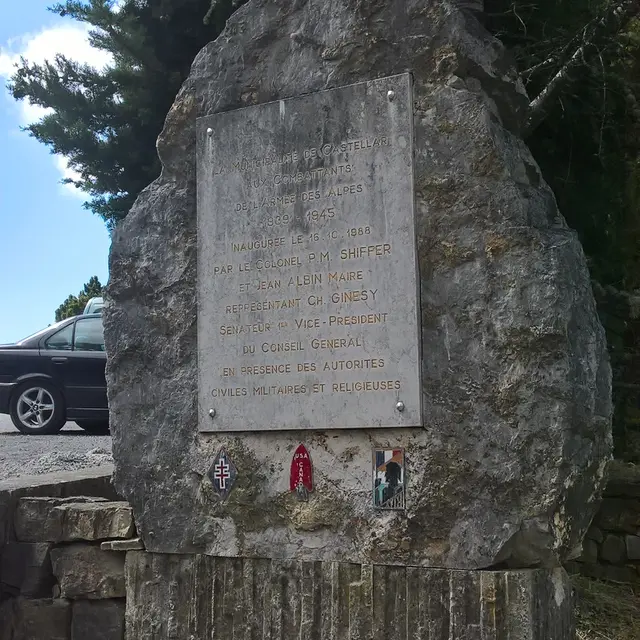 LA MUNICIPALITE DE CASTELLAR
AUX COMBATTANTS
DE L'ARMEE DES ALPES
1939 1945
INAUGUREE LE 16.10.1988
PAR LE COLONEL P.M. SHIFFER
ET JEAN ALBIN MAIRE
REPRESENTANT CH. GINESY
SENATEUR 1ER VICE-PRESIDENT
DU CONSEIL GENERAL
EN PRESENCE DES AUTORITES
CIVILES MILITAIRES ET RELIGIEUSES
USA
CANADA